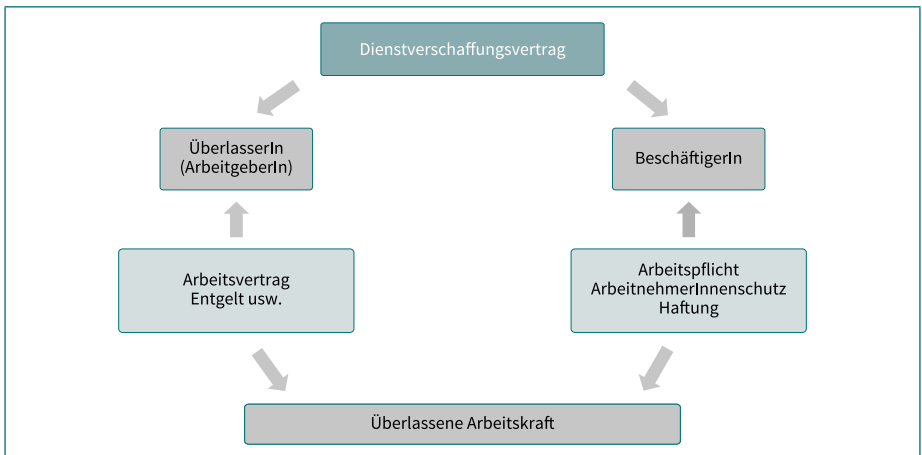 Dienstverschaffungsvertrag
ÜberlasserIn
(ArbeitgeberIn)
BeschäftigerIn
Arbeitsvertrag
Entgelt usw.
Arbeitspflicht
ArbeitnehmerInnenschutz
Haftung
Überlassene Arbeitskraft